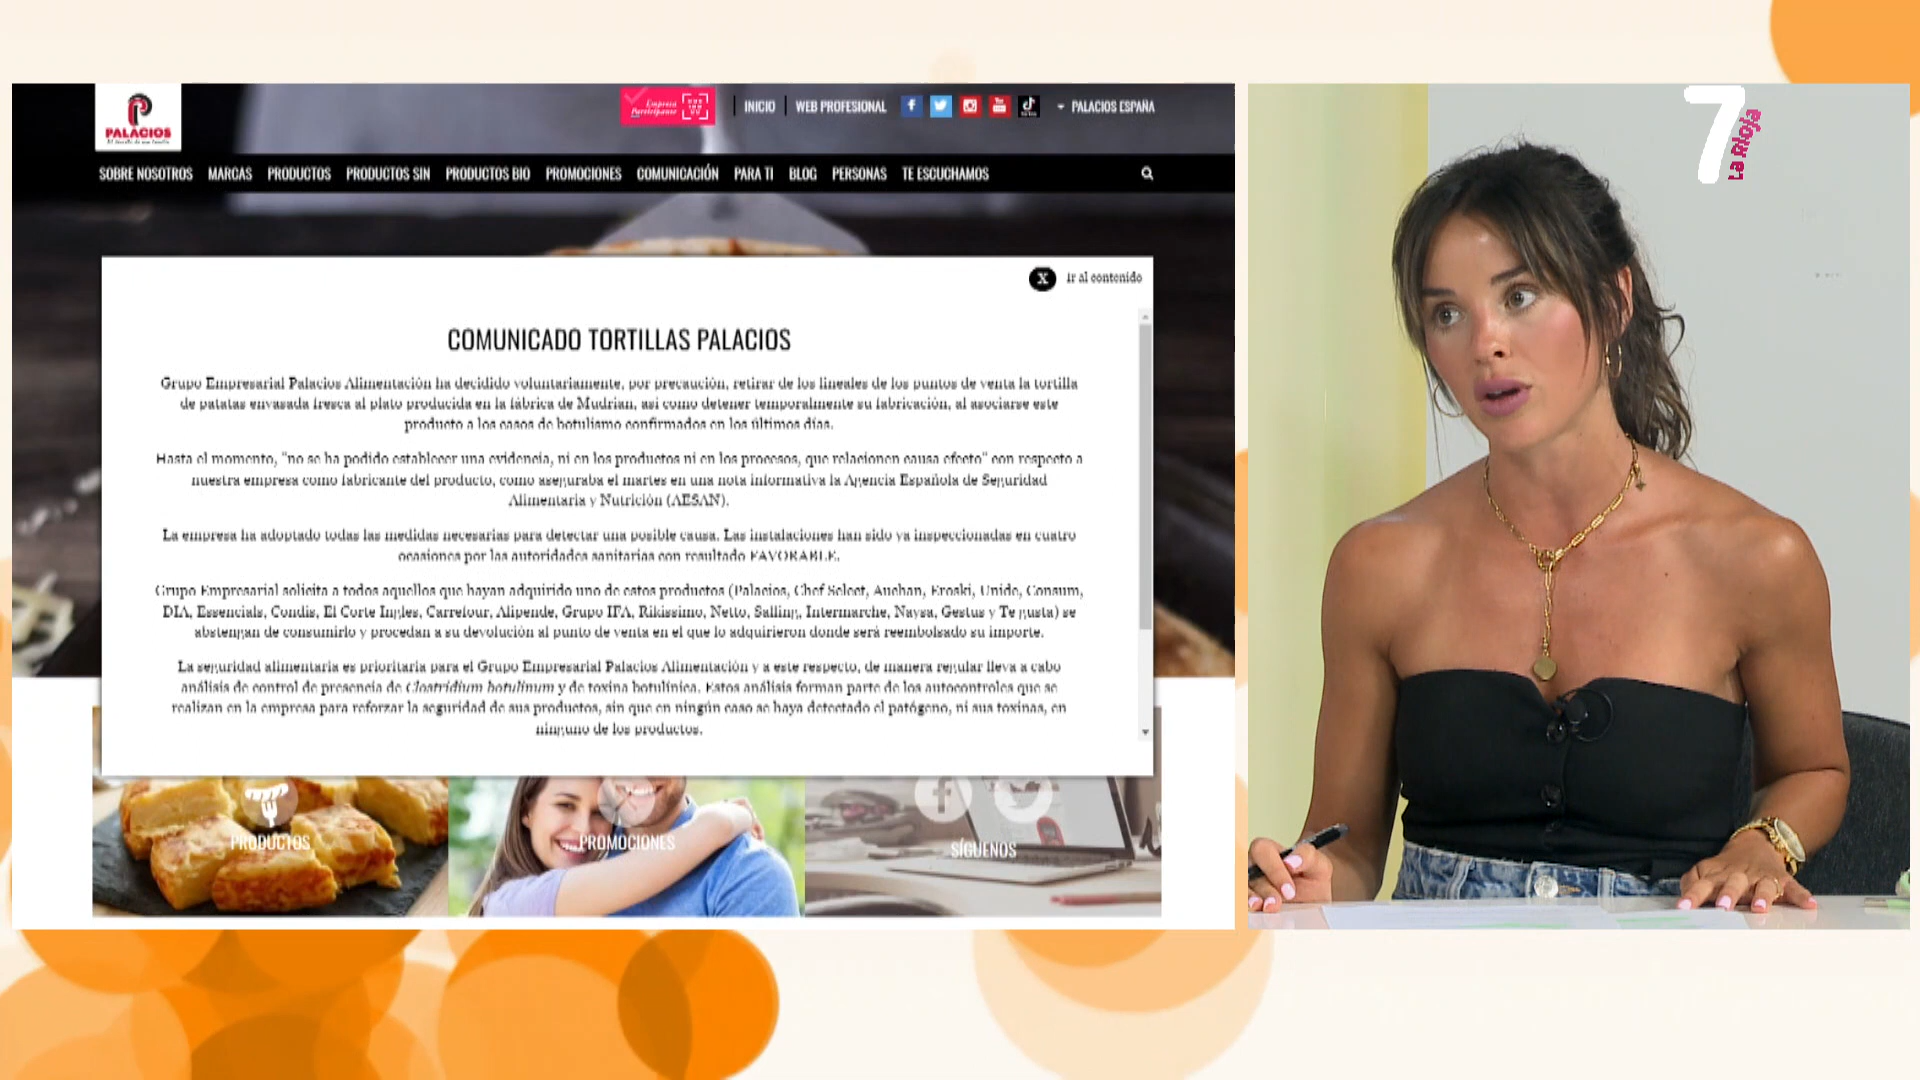 PALACIOS
Empresa
Participante
INICIO
WEB PROFESIONAL
PALACIOS ESPAÑA
SOBRE NOSOTROS MARCAS PRODUCTOS PRODUCTOS SIN PRODUCTOS BIO PROMOCIONES COMUNICACIÓN PARA TI BLOG PERSONAS TE ESCUCHAMOS
X Ir al contenido
COMUNICADO TORTILLAS PALACIOS
Grupo Empresarial Palacios Alimentación ha decidido voluntariamente, por precaución, retirar de los lineales de los puntos de venta la tortilla
de patatas envasada fresca al plato producida en la fábrica de Mudrian, así como detener temporalmente su fabricación, al asociarse este
producto a los casos de botulismo confirmados en los últimos días.
Hasta el momento, "no se ha podido establecer una evidencia, ni en los productos ni en los procesos, que relacionen causa efecto" con respecto a
nuestra empresa como fabricante del producto, como aseguraba el martes en una nota informativa la Agencia Española de Seguridad
Alimentaria y Nutrición (AESAN).
La empresa ha adoptado todas las medidas necesarias para detectar una posible causa. Las instalaciones han sido ya inspeccionadas en cuatro
ocasiones por las autoridades sanitarias con resultado FAVORABLE.
Grupo Empresarial solicita a todos aquellos que hayan adquirido uno de estos productos (Palacios, Chef Select, Auchan, Eroski, Unide, Consum,
DIA, Essencials, Condis, El Corte Ingles, Carrefour, Alipende, Grupo IFA, Rikissimo, Netto, Salling, Intermarche, Naysa, Gestus y Te gusta) se
abstengan de consumirlo y procedan a su devolución al punto de venta en el que lo adquirieron donde será reembolsado su importe.
La seguridad alimentaria es prioritaria para el Grupo Empresarial Palacios Alimentación y a este respecto, de manera regular lleva a cabo
análisis de control de presencia de Clostridium botulinum y de toxina botulínica. Estos análisis forman parte de los autocontroles que se
realizan en la empresa para reforzar la seguridad de sus productos, sin que en ningún caso se haya detectado el patógeno, ni sus toxinas, en
ninguno de los productos.
PRODUCTOS
PROMOCIONES
SÍGUENOS
7
La Rioja